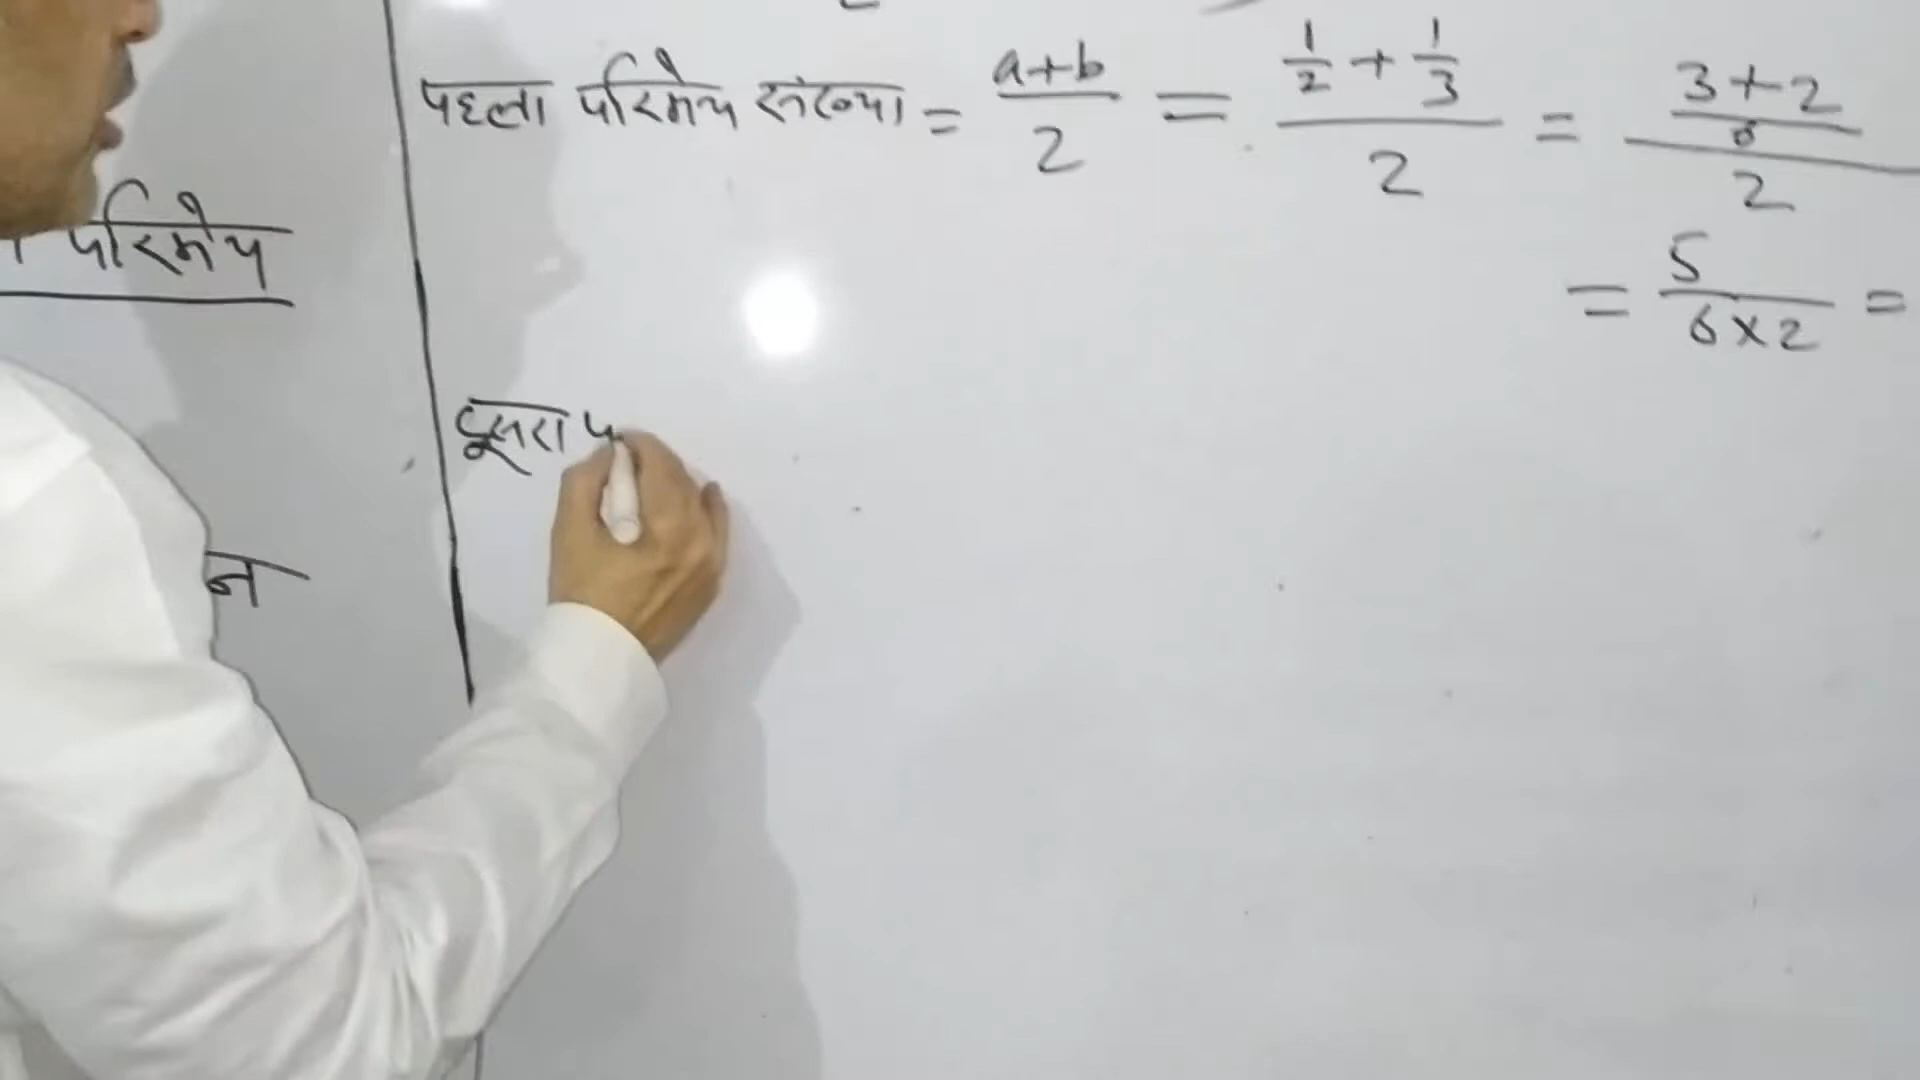 पहला परिमेय संख्या = a+b/2 = 1/2 + 1/3 / 2 = 3+2/6 / 2
= 5/6×2 =
परिमेय
दूसरा प
न